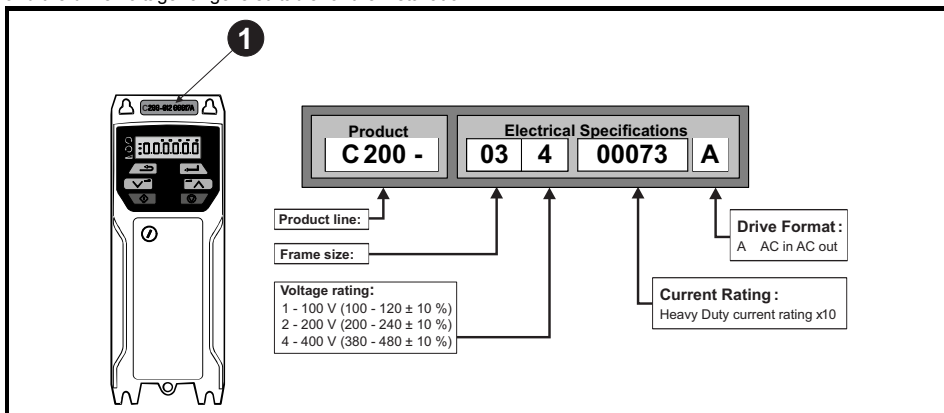 1
Product
Electrical Specifications
C200 -
03
4
00073
A
Product line:
Frame size:
Voltage rating:
1 - 100 V (100 - 120 ± 10 %)
2 - 200 V (200 - 240 ± 10 %)
4 - 400 V (380 - 480 ± 10 %)
Drive Format:
A AC in AC out
Current Rating:
Heavy Duty current rating x10